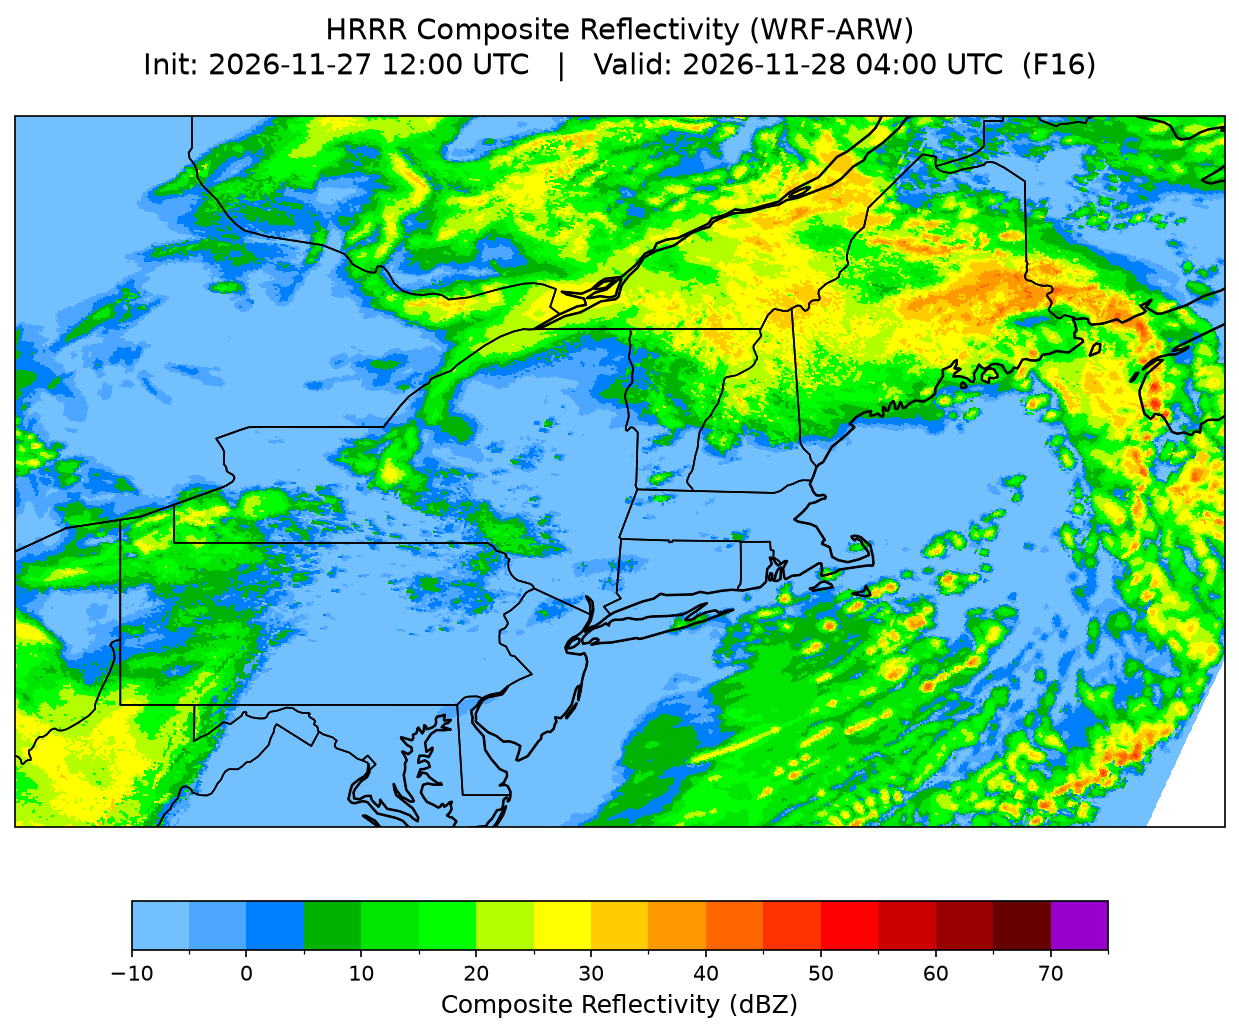 HRRR Composite Reflectivity (WRF-ARW)
Init: 2026-11-27 12:00 UTC | Valid: 2026-11-28 04:00 UTC (F16)
−10 0 10 20 30 40 50 60 70
Composite Reflectivity (dBZ)